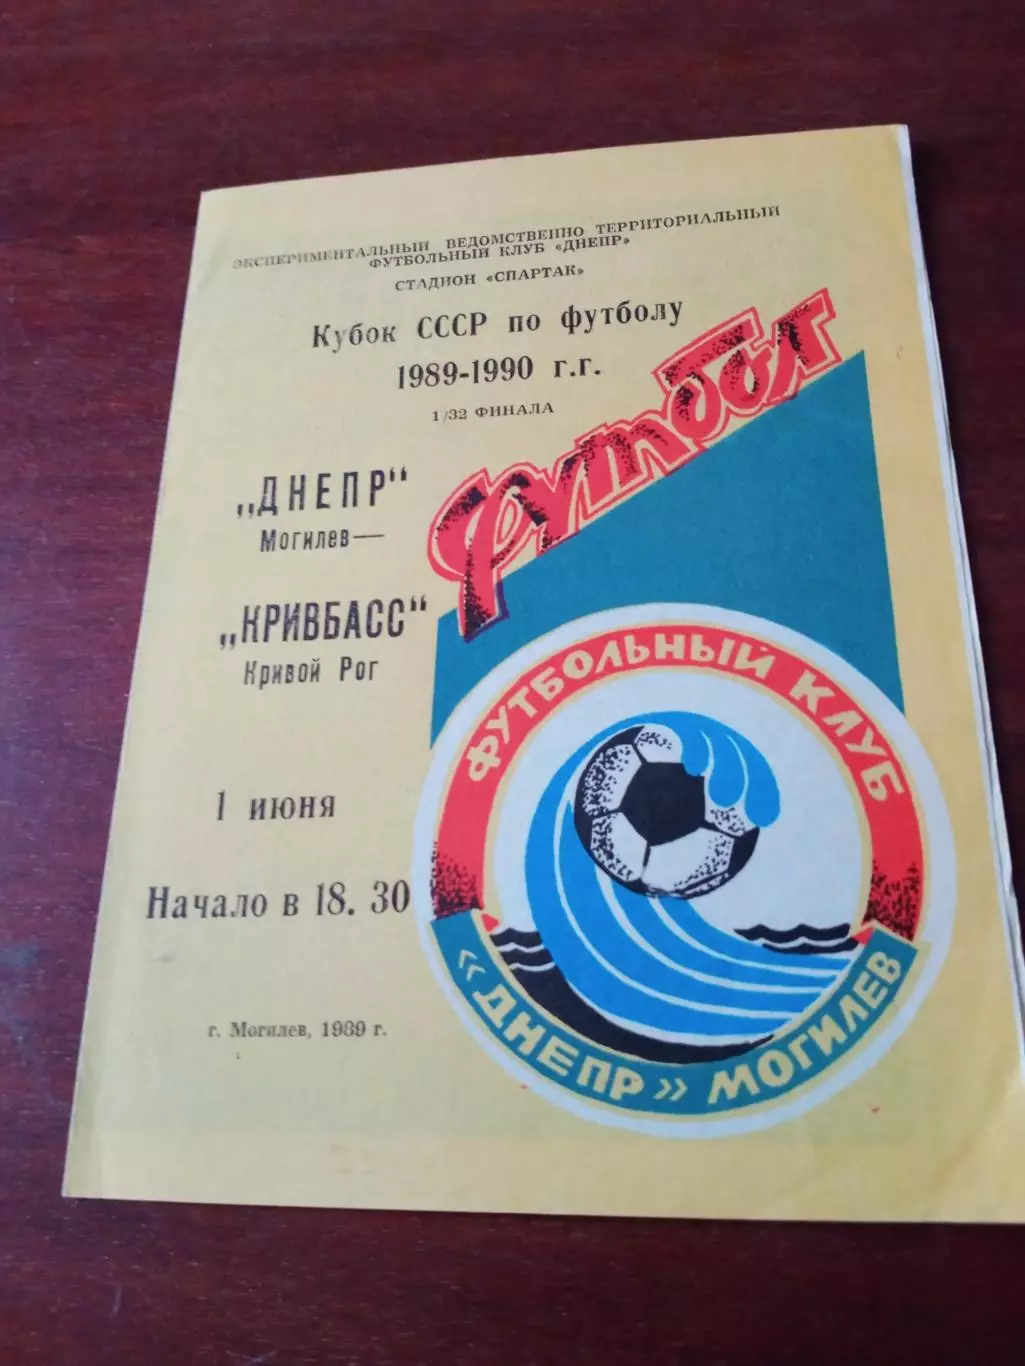 ЭКСПЕРИМЕНТАЛЬНЫЙ ВЕДОМСТВЕННО ТЕРРИТОРИАЛЬНЫЙ
ФУТБОЛЬНЫЙ КЛУБ «ДНЕПР»
СТАДИОН «СПАРТАК»
Кубок СССР по футболу
1989-1990 г.г.
1/32 ФИНАЛА
Футбол
„ДНЕПР“
Могилев—
„КРИВБАСС“
Кривой Рог
1 июня
Начало в 18. 30
г. Могилев, 1989 г.
ФУТБОЛЬНЫЙ КЛУБ
«ДНЕПР» МОГИЛЕВ